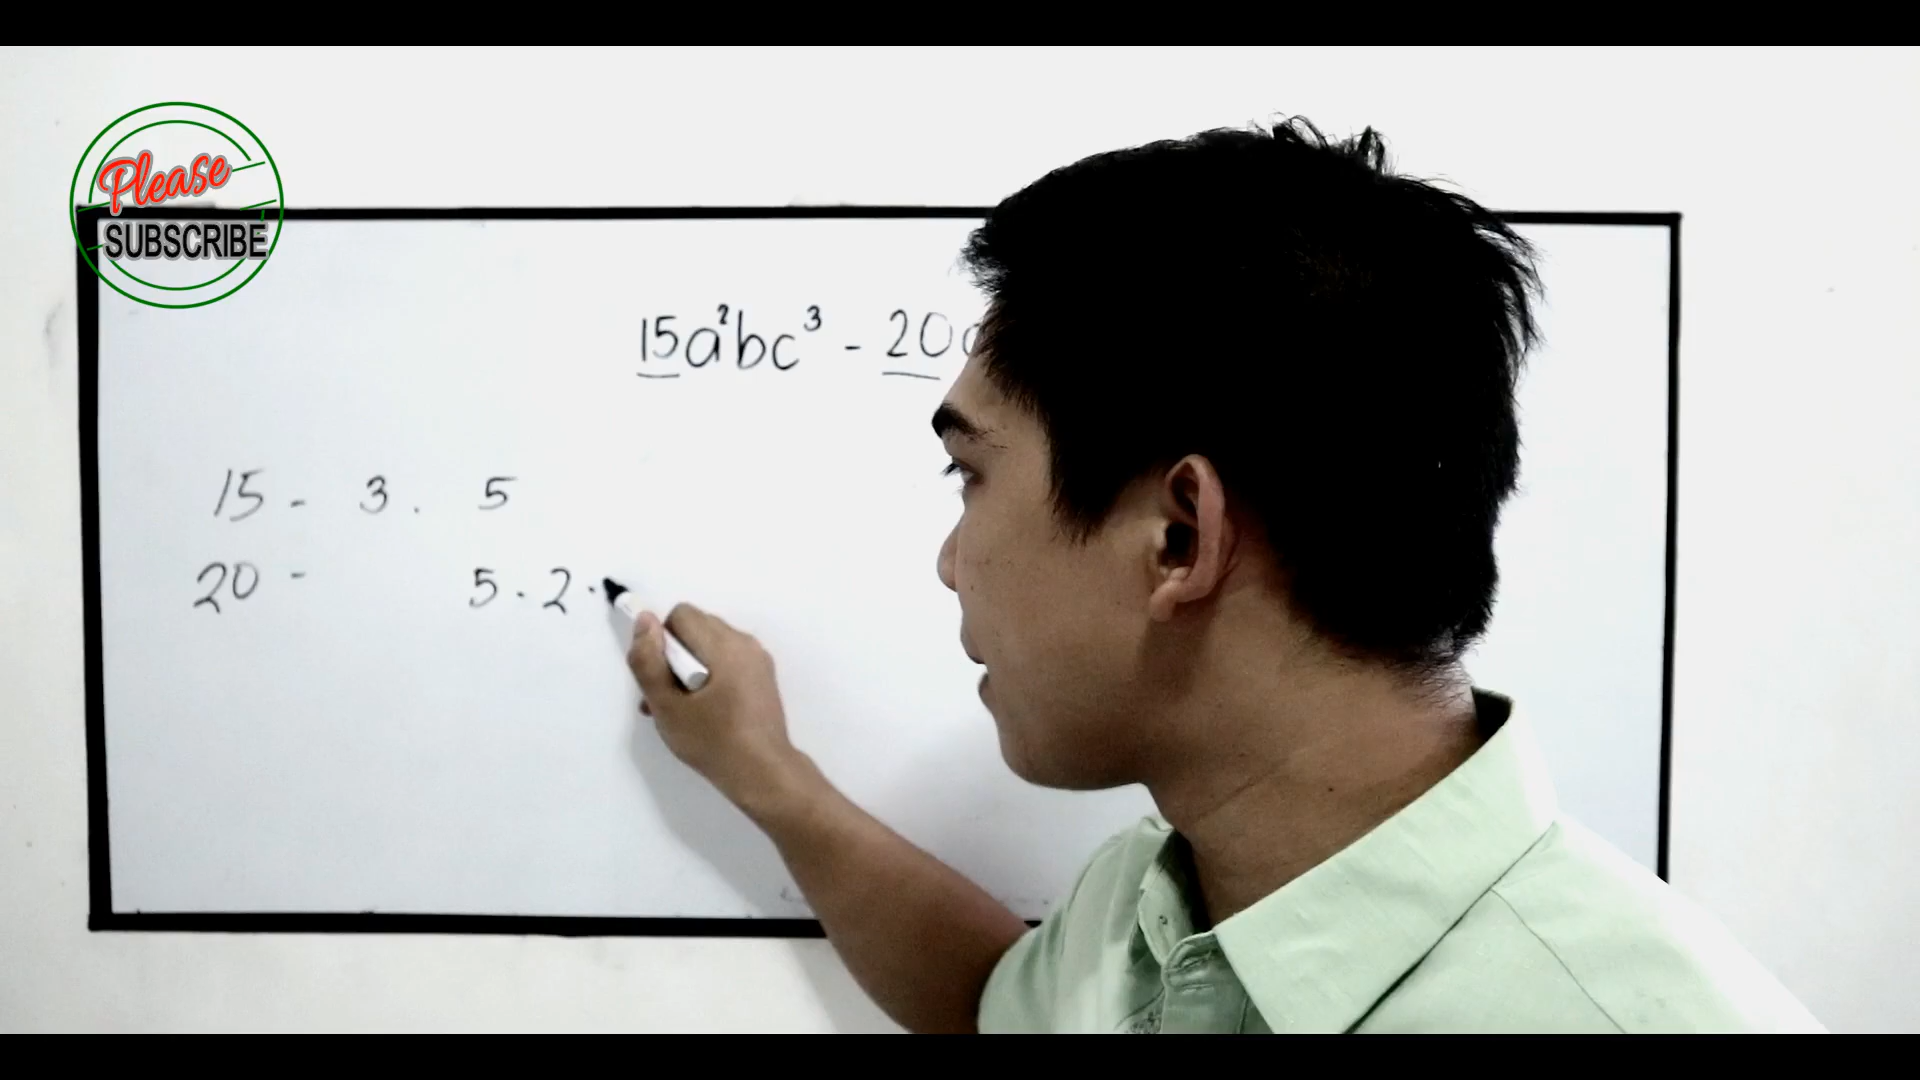 Please
SUBSCRIBE
15a²bc³ - 20
15 - 3 . 5
20 - 5 . 2 .